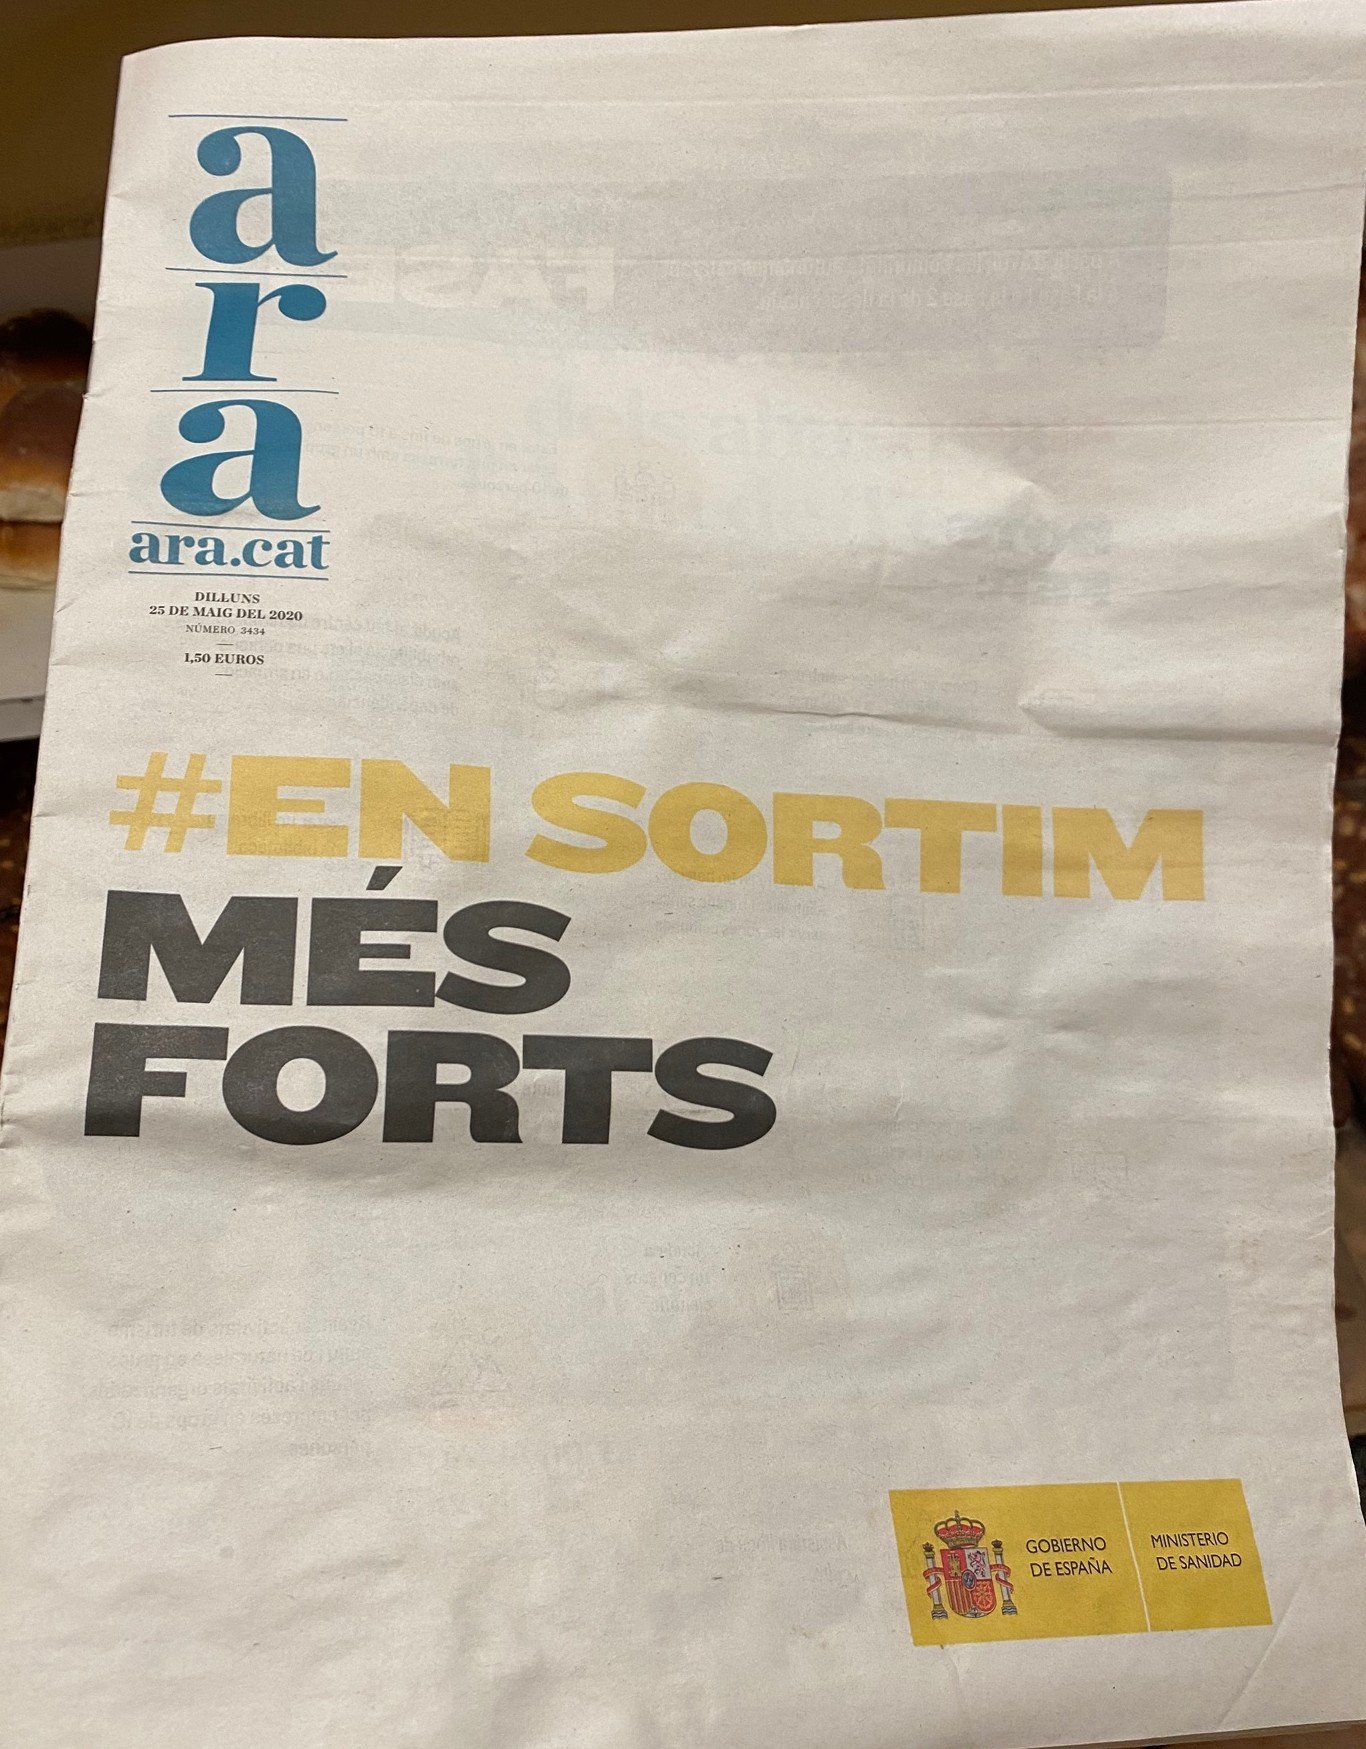 ara
ara.cat
DILLUNS
25 DE MAIG DEL 2020
NÚMERO 3434
1,50 EUROS
#EN SORTIM
MÉS
FORTS
GOBIERNO
DE ESPAÑA
MINISTERIO
DE SANIDAD